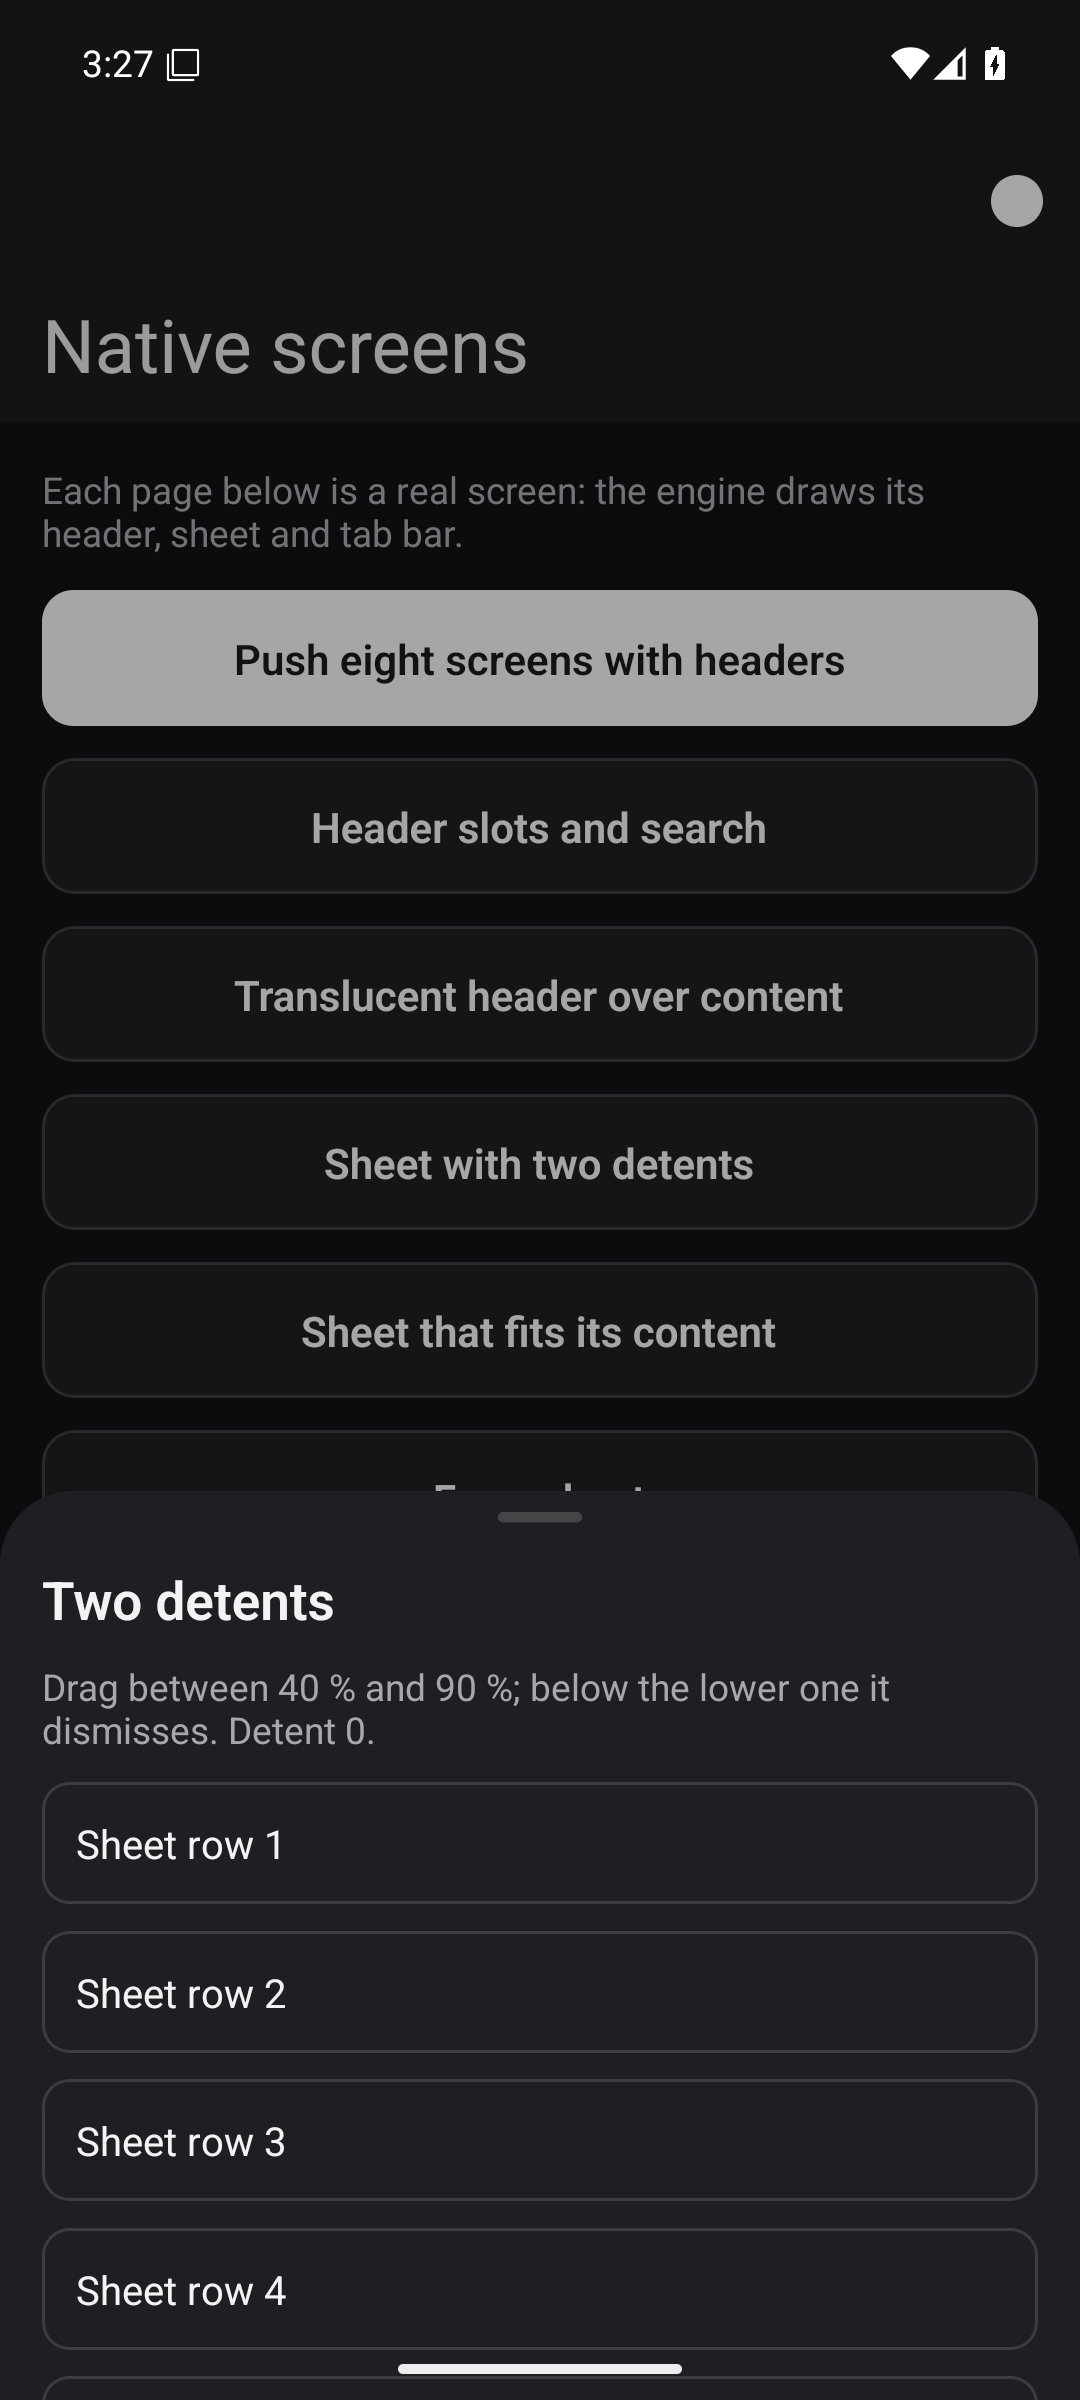 3:27
Native screens
Each page below is a real screen: the engine draws its
header, sheet and tab bar.
Push eight screens with headers
Header slots and search
Translucent header over content
Sheet with two detents
Sheet that fits its content
Two detents
Drag between 40 % and 90 %; below the lower one it
dismisses. Detent 0.
Sheet row 1
Sheet row 2
Sheet row 3
Sheet row 4